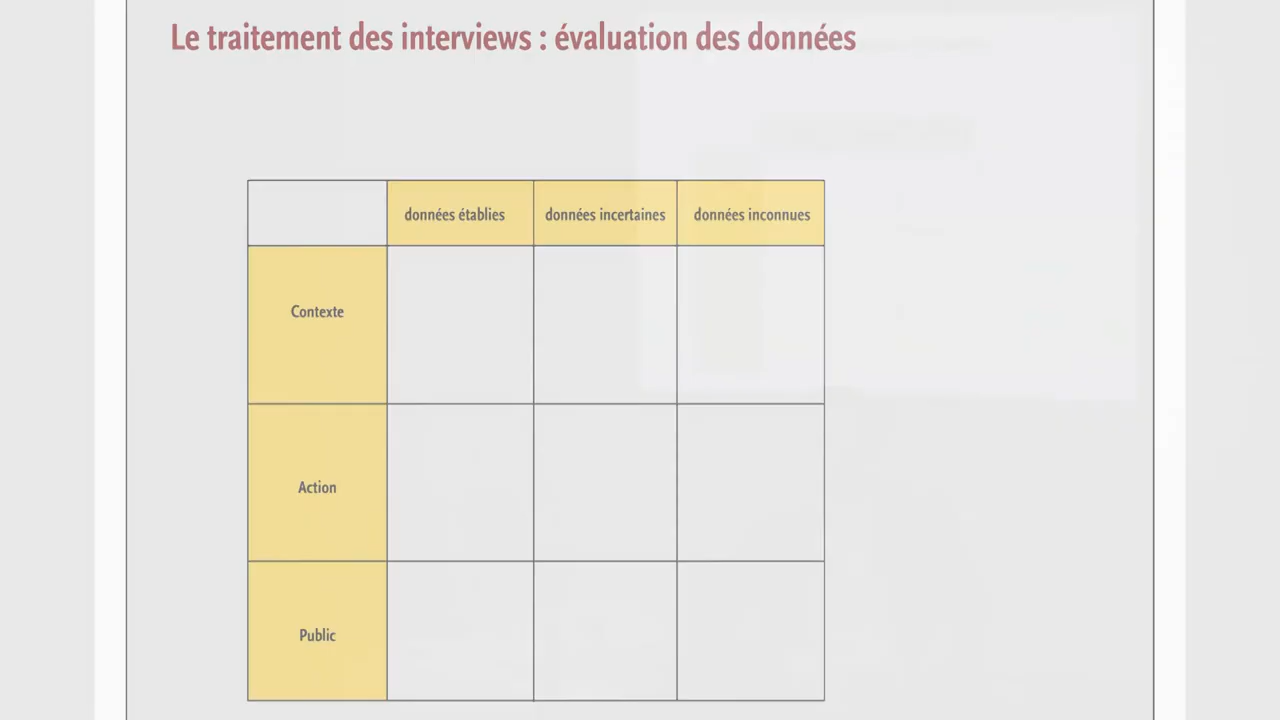 Le traitement des interviews : évaluation des données
données établies données incertaines données inconnues
Contexte
Action
Public